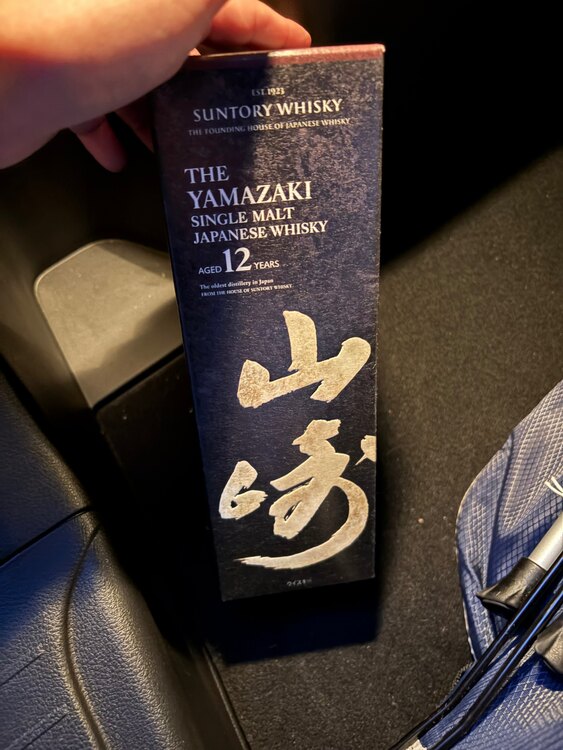 EST. 1923
SUNTORY WHISKY
THE FOUNDING HOUSE OF JAPANESE WHISKY
THE
YAMAZAKI
SINGLE MALT
JAPANESE WHISKY
AGED 12 YEARS
The oldest distillery in Japan
FROM THE HOUSE OF SUNTORY WHISKY.
山
崎
ウイスキー